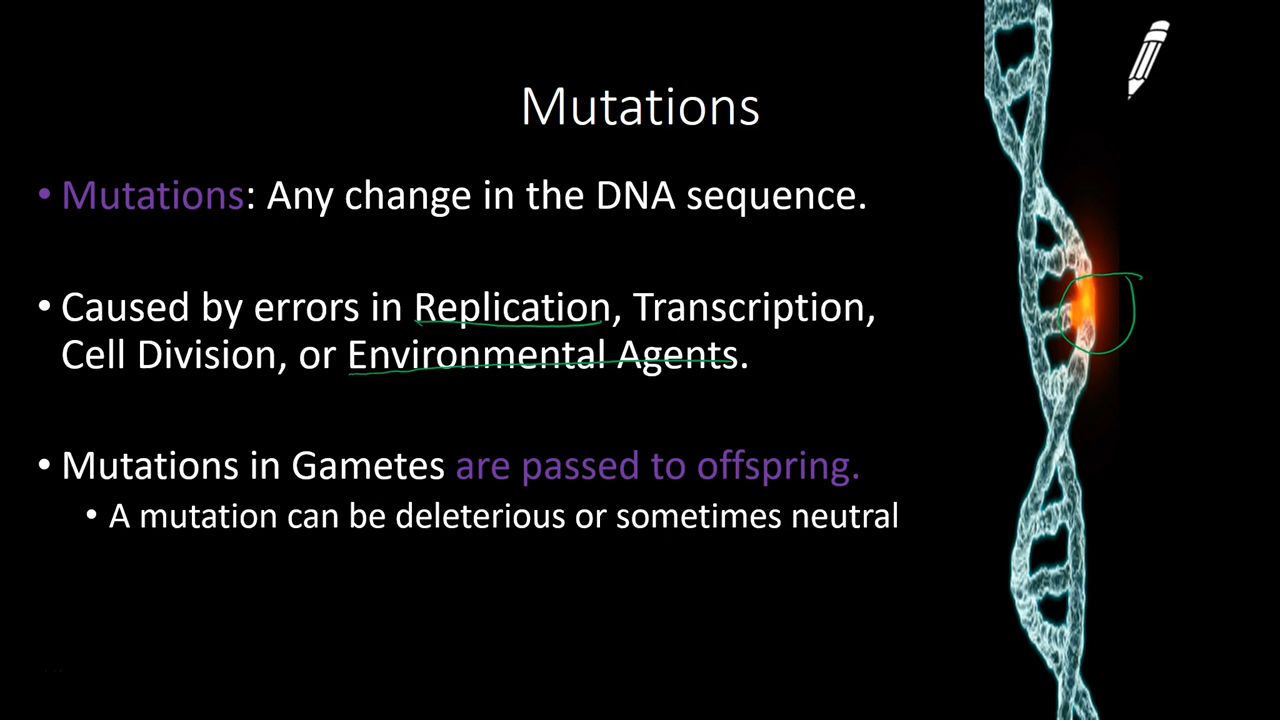 Mutations
• Mutations: Any change in the DNA sequence.
• Caused by errors in Replication, Transcription,
Cell Division, or Environmental Agents.
• Mutations in Gametes are passed to offspring.
• A mutation can be deleterious or sometimes neutral